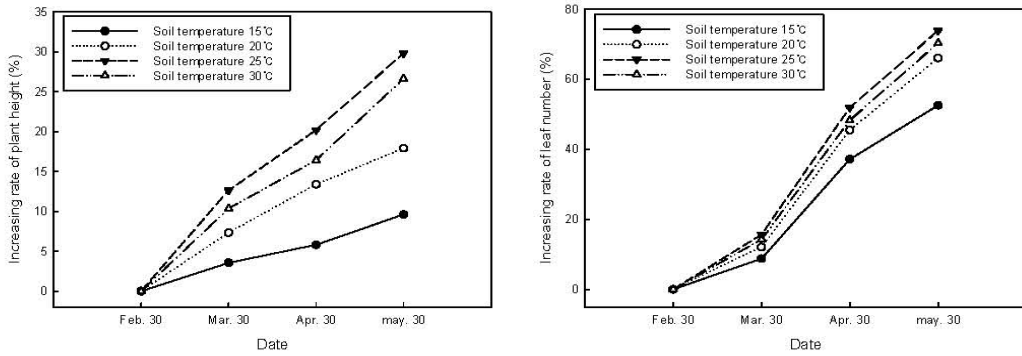 Increasing rate of plant height (%)
35
30
25
20
15
10
5
0
Soil temperature 15℃
Soil temperature 20℃
Soil temperature 25℃
Soil temperature 30℃
Feb. 30
Mar. 30
Apr. 30
may. 30
Date
Increasing rate of leaf number (%)
80
60
40
20
0
Soil temperature 15℃
Soil temperature 20℃
Soil temperature 25℃
Soil temperature 30℃
Feb. 30
Mar. 30
Apr. 30
may. 30
Date